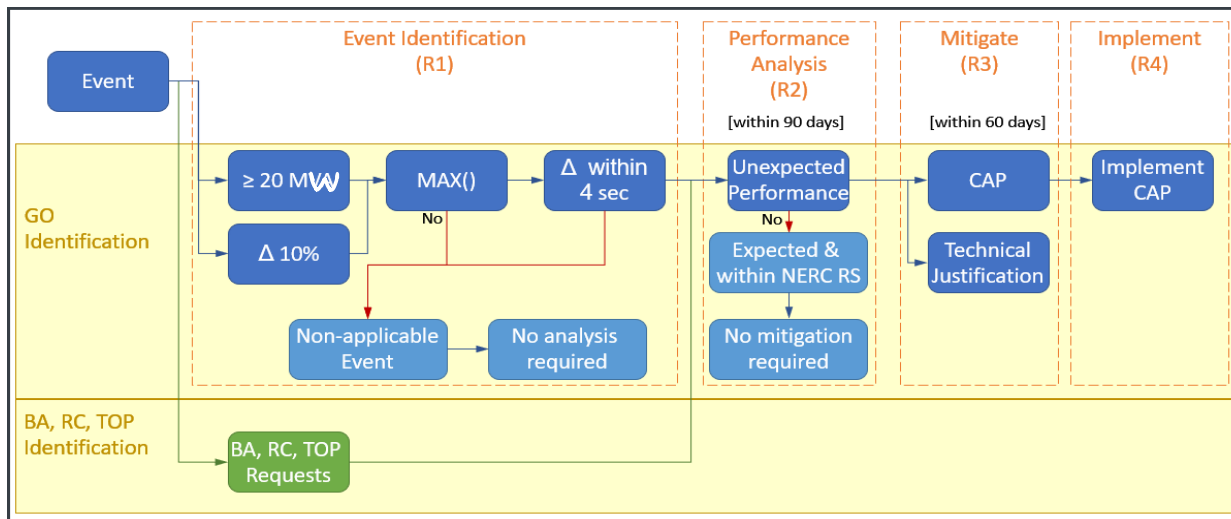 Event Identification
(R1)
Performance
Analysis
(R2)
[within 90 days]
Mitigate
(R3)
[within 60 days]
Implement
(R4)
Event
GO
Identification
≥ 20 MW
Δ 10%
MAX()
No
Δ within
4 sec
Non-applicable
Event
No analysis
required
Unexpected
Performance
No
Expected &
within NERC RS
No mitigation
required
CAP
Technical
Justification
Implement
CAP
BA, RC, TOP
Identification
BA, RC, TOP
Requests